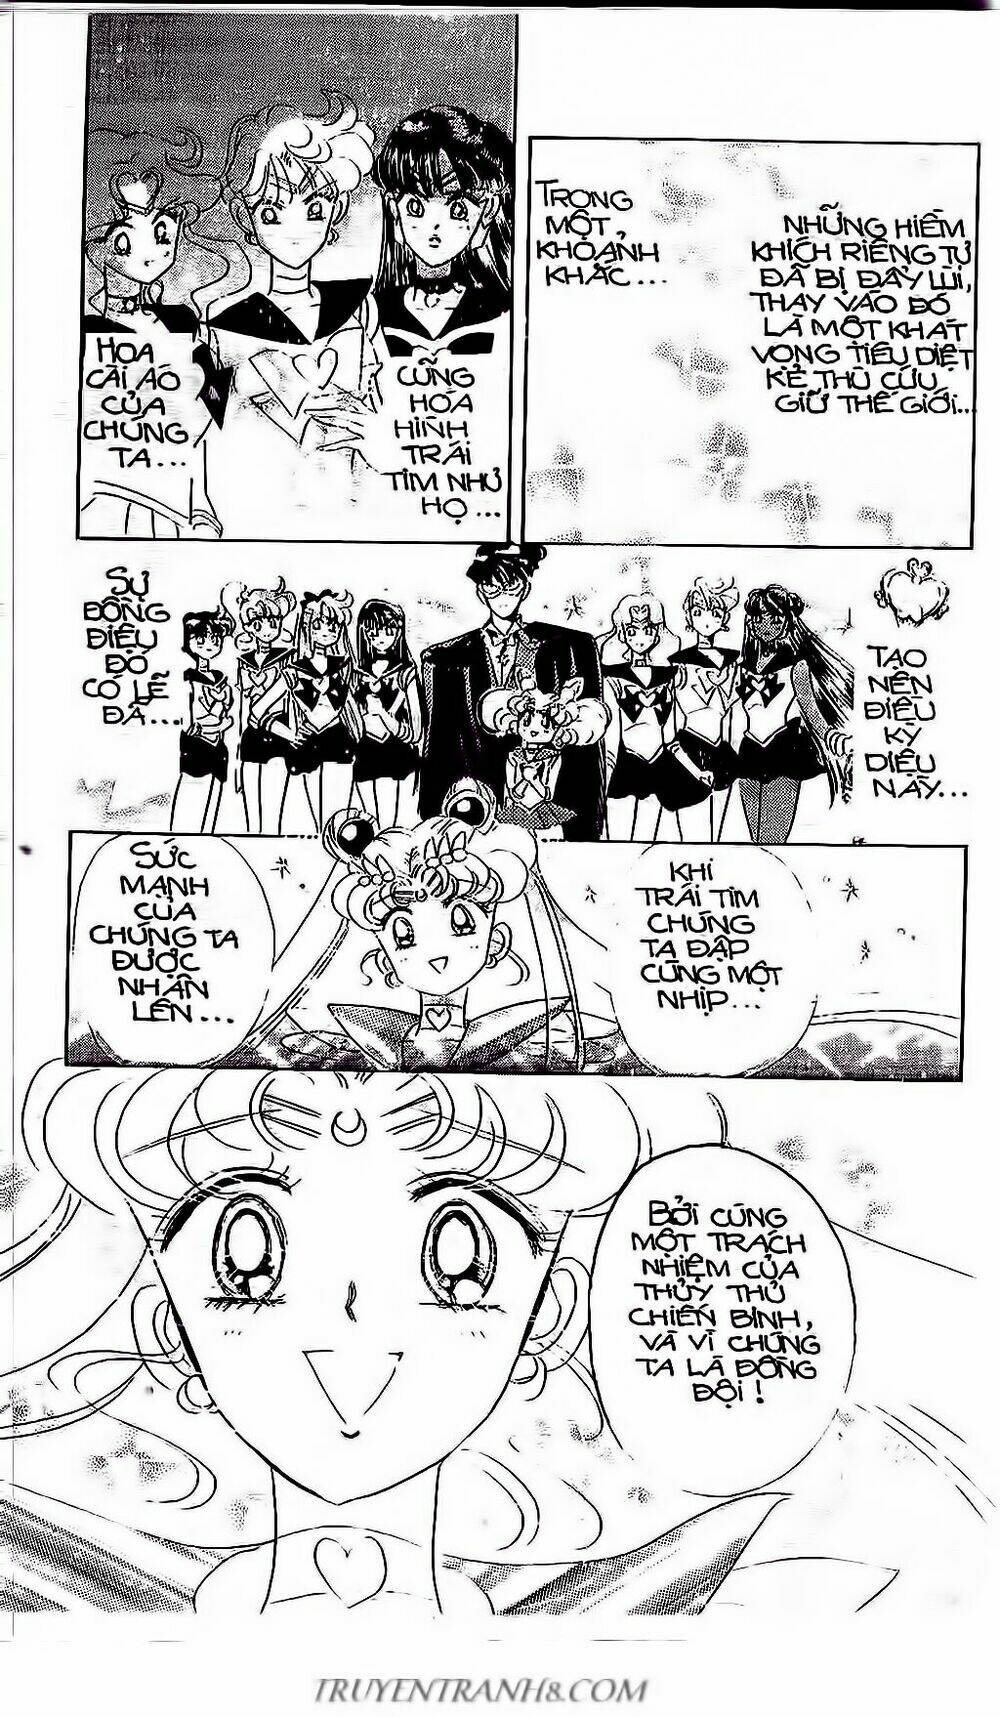 NHỮNG HIỀM
KHÍCH RIÊNG TƯ
ĐÃ BỊ ĐẨY LÙI,
THAY VÀO ĐÓ
LÀ MỘT KHÁT
VỌNG TIÊU DIỆT
KẺ THÙ CỨU
GIỮ THẾ GIỚI...
TRONG
MỘT
KHOẢNH
KHẮC...
CŨNG
HÓA
HÌNH
TRÁI
TIM NHƯ
HỌ...
HOA
CÀI ÁO
CỦA
CHÚNG
TA...
TẠO
NÊN
ĐIỀU
KỲ
DIỆU
NÀY...
SỰ
ĐỒNG
ĐIỆU
ĐÓ
CÓ LẼ
ĐÃ...
KHI
TRÁI TIM
CHÚNG
TA ĐẬP
CÙNG MỘT
NHỊP...
SỨC
MẠNH
CỦA
CHÚNG TA
ĐƯỢC
NHÂN
LÊN...
BỞI CÙNG
MỘT TRÁCH
NHIỆM CỦA
THỦY THỦ
CHIẾN BINH,
VÀ VÌ CHÚNG
TA LÀ ĐỒNG
ĐỘI!
TRUYENTRANH8.COM